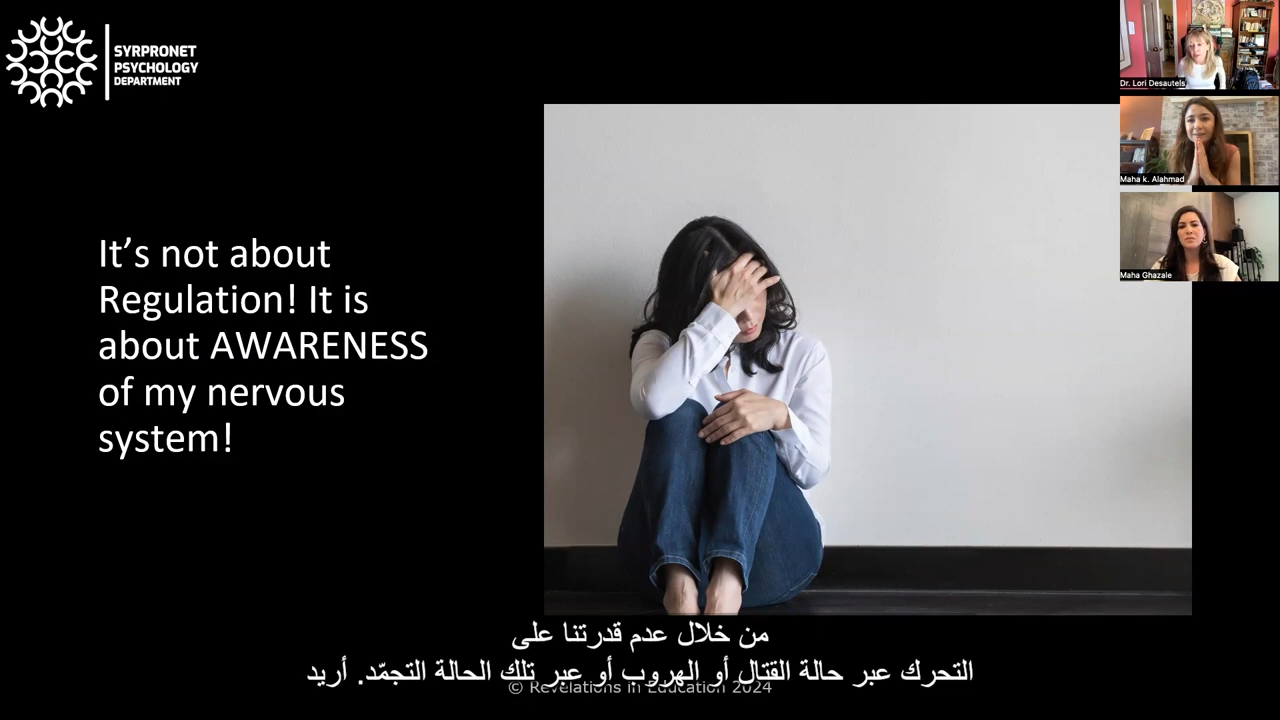 SYRPRONET
PSYCHOLOGY
DEPARTMENT
Dr. Lori Desautels
Maha k. Alahmad
Maha Ghazale
It’s not about
Regulation! It is
about AWARENESS
of my nervous
system!
من خلال عدم قدرتنا على
التحرك عبر حالة القتال أو الهروب أو عبر تلك الحالة التجمّد. أريد
© Revelations in Education 2024